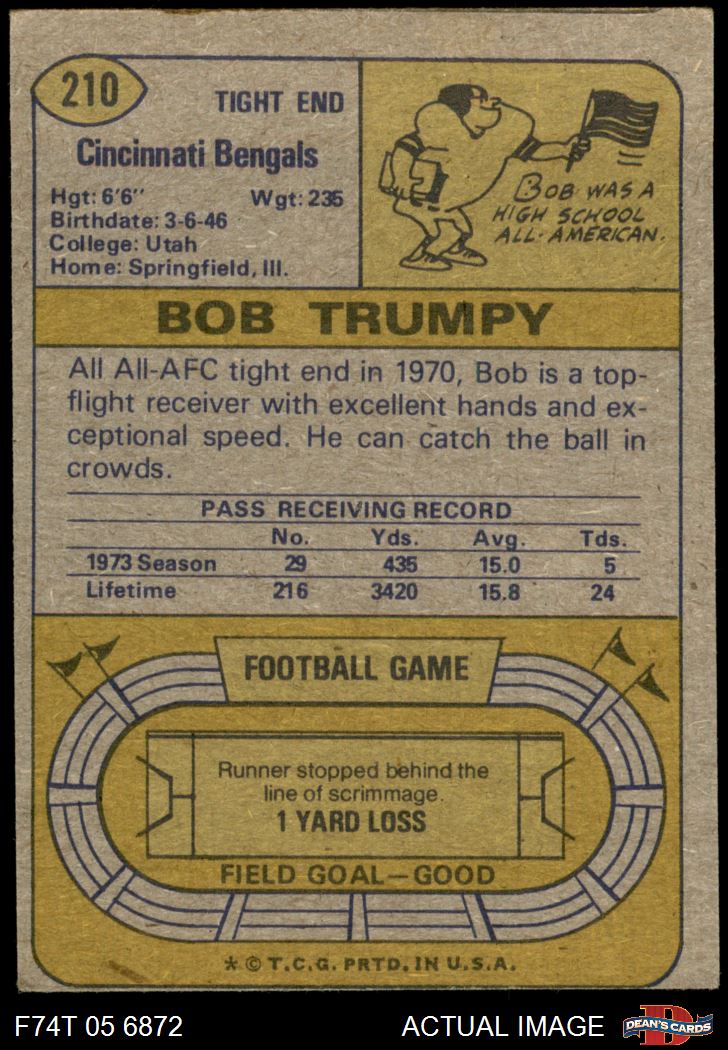 210
TIGHT END
Cincinnati Bengals
Hgt: 6'6" Wgt: 235
Birthdate: 3-6-46
College: Utah
Home: Springfield, Ill.
BOB WAS A
HIGH SCHOOL
ALL-AMERICAN.
BOB TRUMPY
All All-AFC tight end in 1970, Bob is a top-
flight receiver with excellent hands and ex-
ceptional speed. He can catch the ball in
crowds.
PASS RECEIVING RECORD
No. Yds. Avg. Tds.
1973 Season 29 435 15.0 5
Lifetime 216 3420 15.8 24
FOOTBALL GAME
Runner stopped behind the
line of scrimmage.
1 YARD LOSS
FIELD GOAL—GOOD
* © T.C.G. PRTD. IN U.S.A.
F74T 05 6872 ACTUAL IMAGE D DEAN'S CARDS